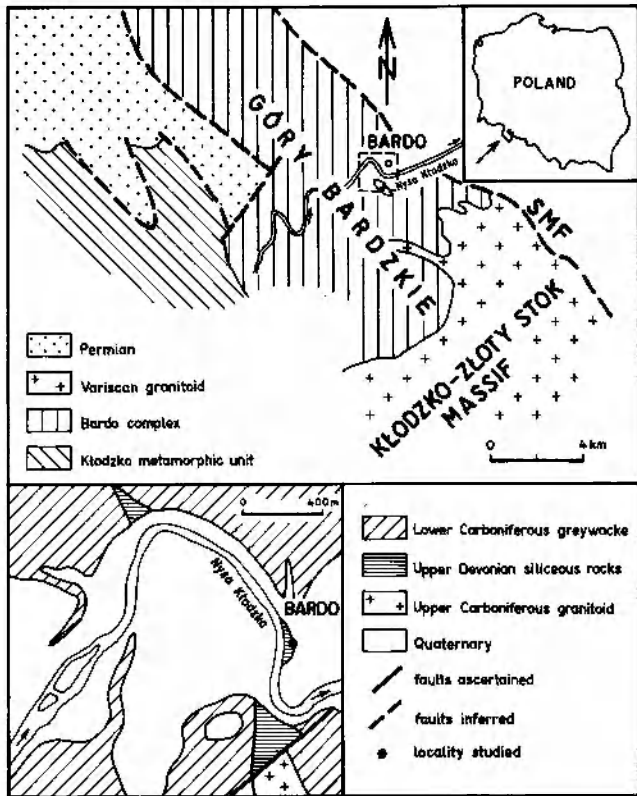 N
POLAND
GÓRY
BARDZKIE
BARDO
Nysa Kłodzka
SMF
KŁODZKO-ZŁOTY STOK
MASSIF
0 4 km
Permian
Variscan granitoid
Bardo complex
Kłodzko metamorphic unit
0 400m
Nysa Kłodzka
BARDO
Lower Carboniferous greywacke
Upper Devonian siliceous rocks
Upper Carboniferous granitoid
Quaternary
faults ascertained
faults inferred
locality studied